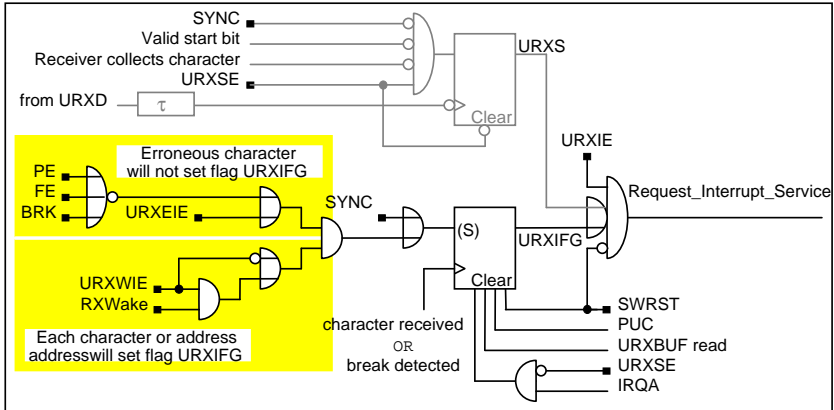 SYNC
Valid start bit
Receiver collects character
URXSE
from URXD
τ
URXS
Clear
URXIE
Erroneous character
will not set flag URXIFG
PE
FE
BRK
URXEIE
SYNC
(S)
URXIFG
Request_Interrupt_Service
Clear
URXWIE
RXWake
Each character or address
addresswill set flag URXIFG
character received
OR
break detected
SWRST
PUC
URXBUF read
URXSE
IRQA